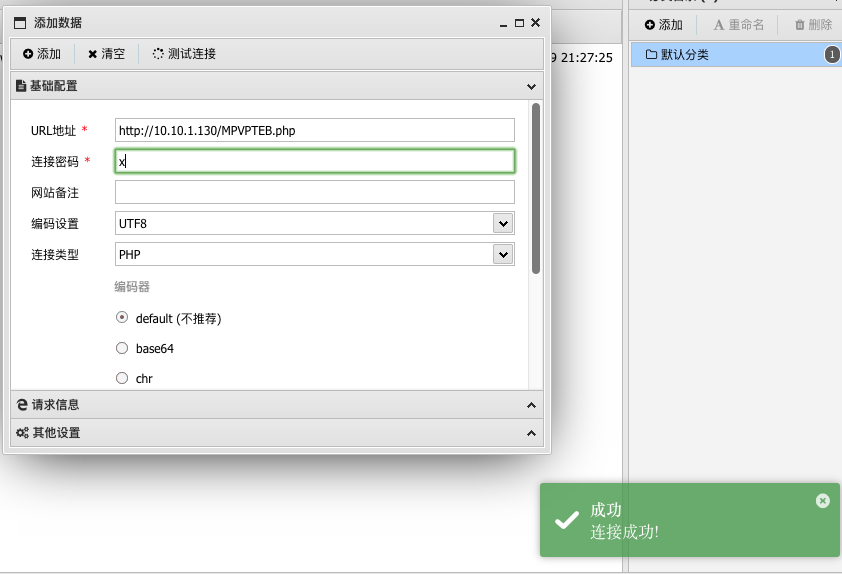 添加数据
添加 清空 测试连接
基础配置
URL地址 * http://10.10.1.130/MPVPTEB.php
连接密码 * x
网站备注
编码设置 UTF8
连接类型 PHP
编码器
default (不推荐)
base64
chr
请求信息
其他设置
21:27:25
添加 重命名 删除
默认分类 1
成功
连接成功!